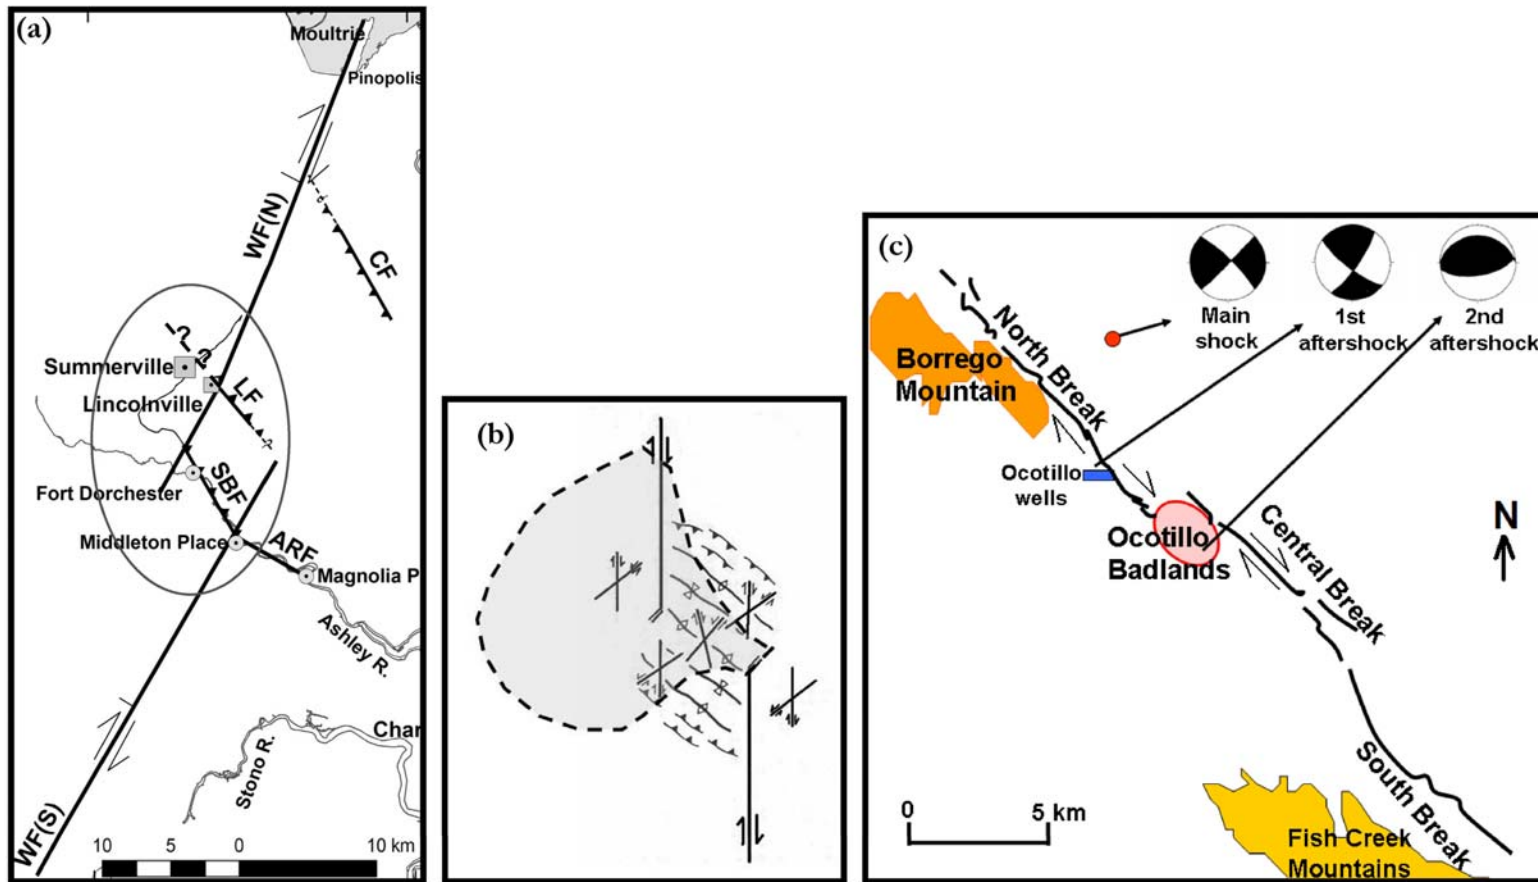 (a)
Moultrie
Pinopolis
WF(N)
CF
?
?
Summerville
LF
Lincolnville
SBF
Fort Dorchester
Middleton Place
ARF
Magnolia P
Ashley R.
Stono R.
Char
WF(S)
10 5 0 10 km
(b)
(c)
Main
shock
1st
aftershock
2nd
aftershock
North Break
Borrego
Mountain
Ocotillo
wells
Ocotillo
Badlands
Central Break
N
South Break
0 5 km
Fish Creek
Mountains